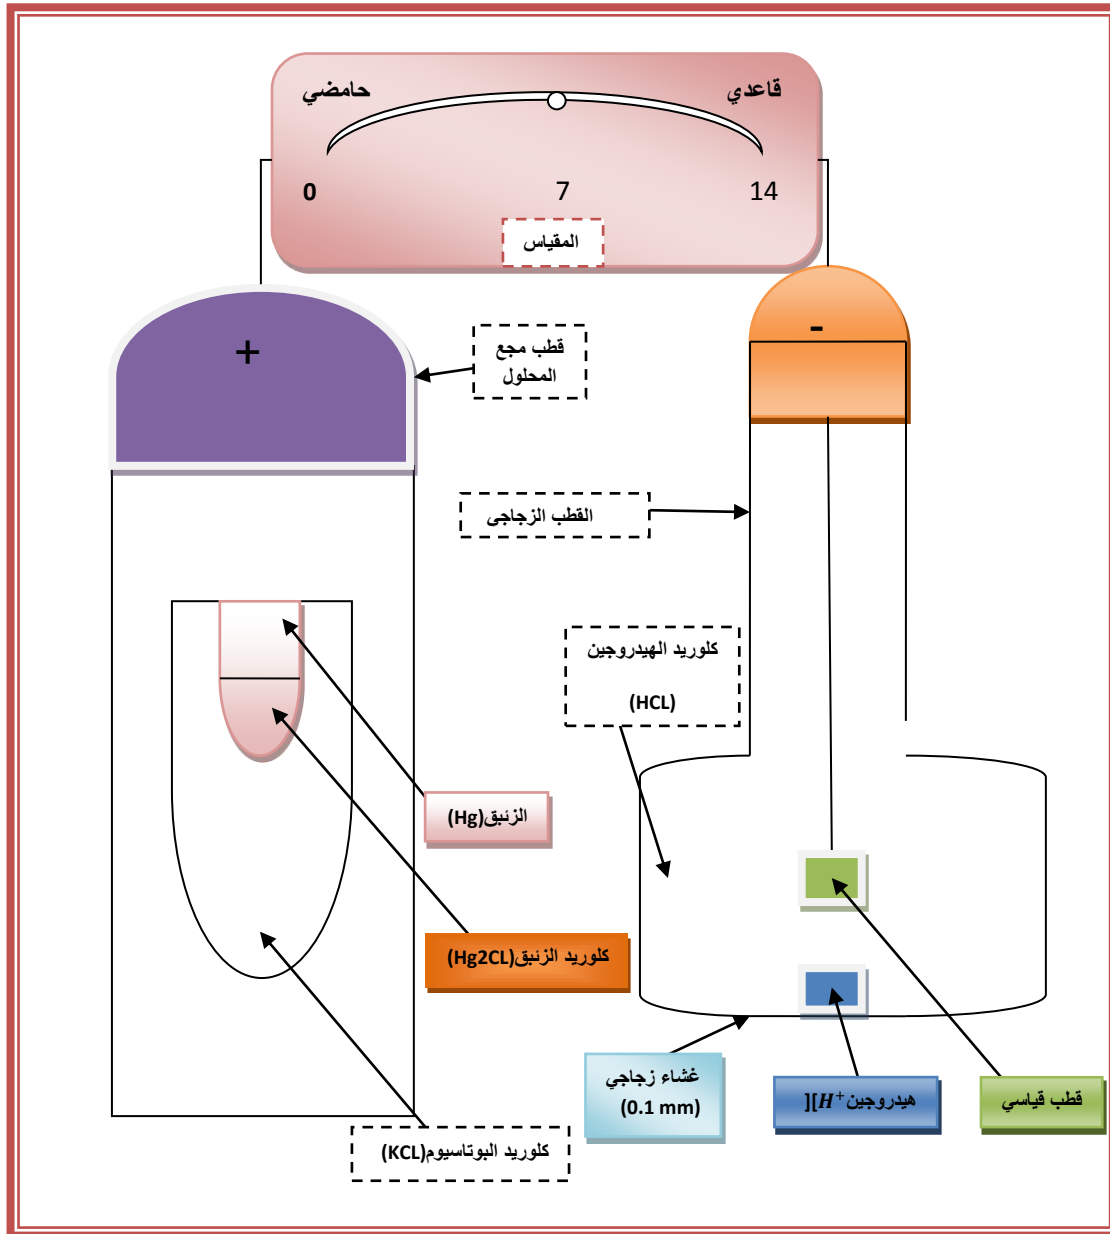 حامضي
قاعدي
0
7
14
المقياس
+
-
قطب مجع
المحلول
القطب الزجاجي
كلوريد الهيدروجين
(HCL)
الزئبق(Hg)
كلوريد الزئبق(Hg2CL)
غشاء زجاجي
(0.1 mm)
هيدروجين[H⁺][
قطب قياسي
كلوريد البوتاسيوم(KCL)